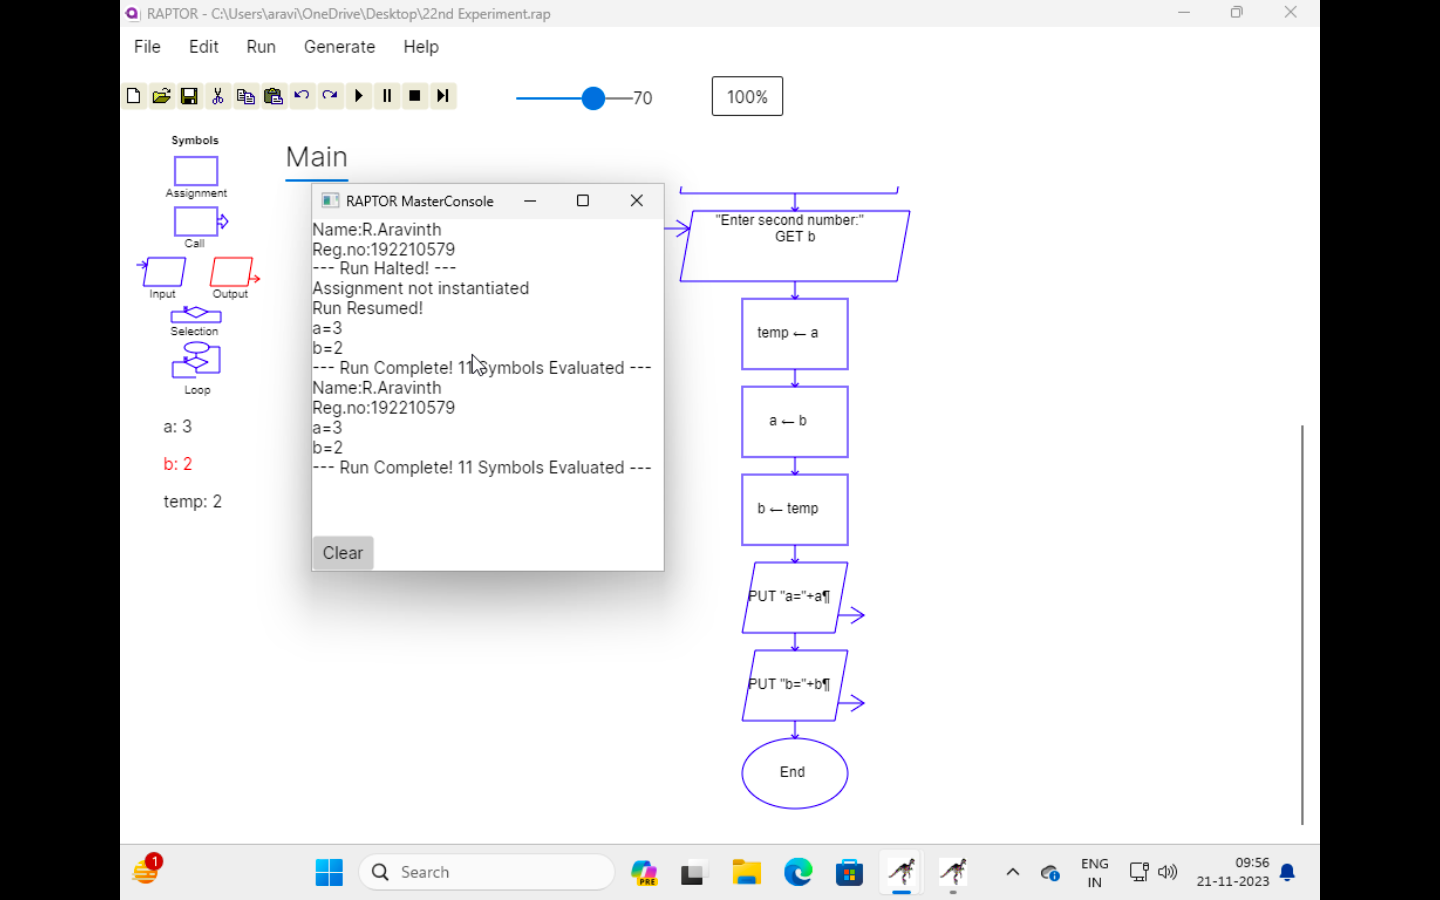 RAPTOR - C:\Users\aravi\OneDrive\Desktop\22nd Experiment.rap
File Edit Run Generate Help
70
100%
Symbols
Assignment
Call
Input Output
Selection
Loop
a: 3
b: 2
temp: 2
Main
RAPTOR MasterConsole
Name:R.Aravinth
Reg.no:192210579
--- Run Halted! ---
Assignment not instantiated
Run Resumed!
a=3
b=2
--- Run Complete! 11 Symbols Evaluated ---
Name:R.Aravinth
Reg.no:192210579
a=3
b=2
--- Run Complete! 11 Symbols Evaluated ---
Clear
"Enter second number:"
GET b
temp ← a
a ← b
b ← temp
PUT "a="+a¶
PUT "b="+b¶
End
1
Search
PRE
ENG
IN
09:56
21-11-2023